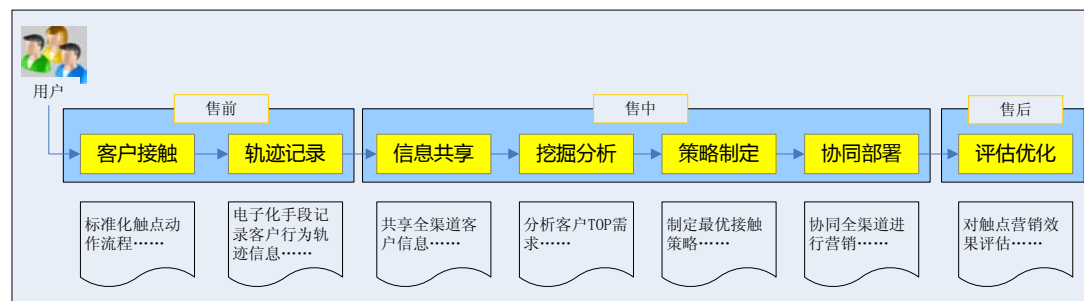 用户
售前
售中
售后
客户接触
轨迹记录
信息共享
挖掘分析
策略制定
协同部署
评估优化
标准化触点动
作流程……
电子化手段记
录客户行为轨
迹信息……
共享全渠道客
户信息……
分析客户TOP需
求……
制定最优接触
策略……
协同全渠道进
行营销……
对触点营销效
果评估……